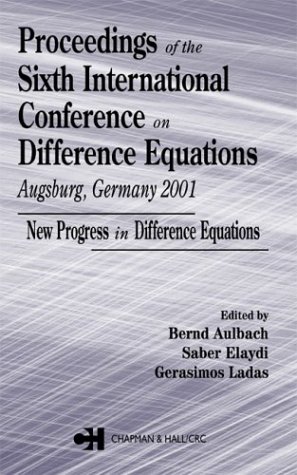 Proceedings of the
Sixth International
Conference on
Difference Equations
Augsburg, Germany 2001
New Progress in Difference Equations
Edited by
Bernd Aulbach
Saber Elaydi
Gerasimos Ladas
CH
CHAPMAN & HALL/CRC